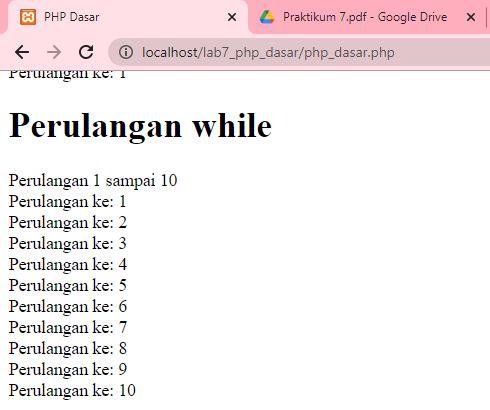 PHP Dasar
Praktikum 7.pdf - Google Drive
localhost/lab7_php_dasar/php_dasar.php
Perulangan ke: 1
Perulangan while
Perulangan 1 sampai 10
Perulangan ke: 1
Perulangan ke: 2
Perulangan ke: 3
Perulangan ke: 4
Perulangan ke: 5
Perulangan ke: 6
Perulangan ke: 7
Perulangan ke: 8
Perulangan ke: 9
Perulangan ke: 10